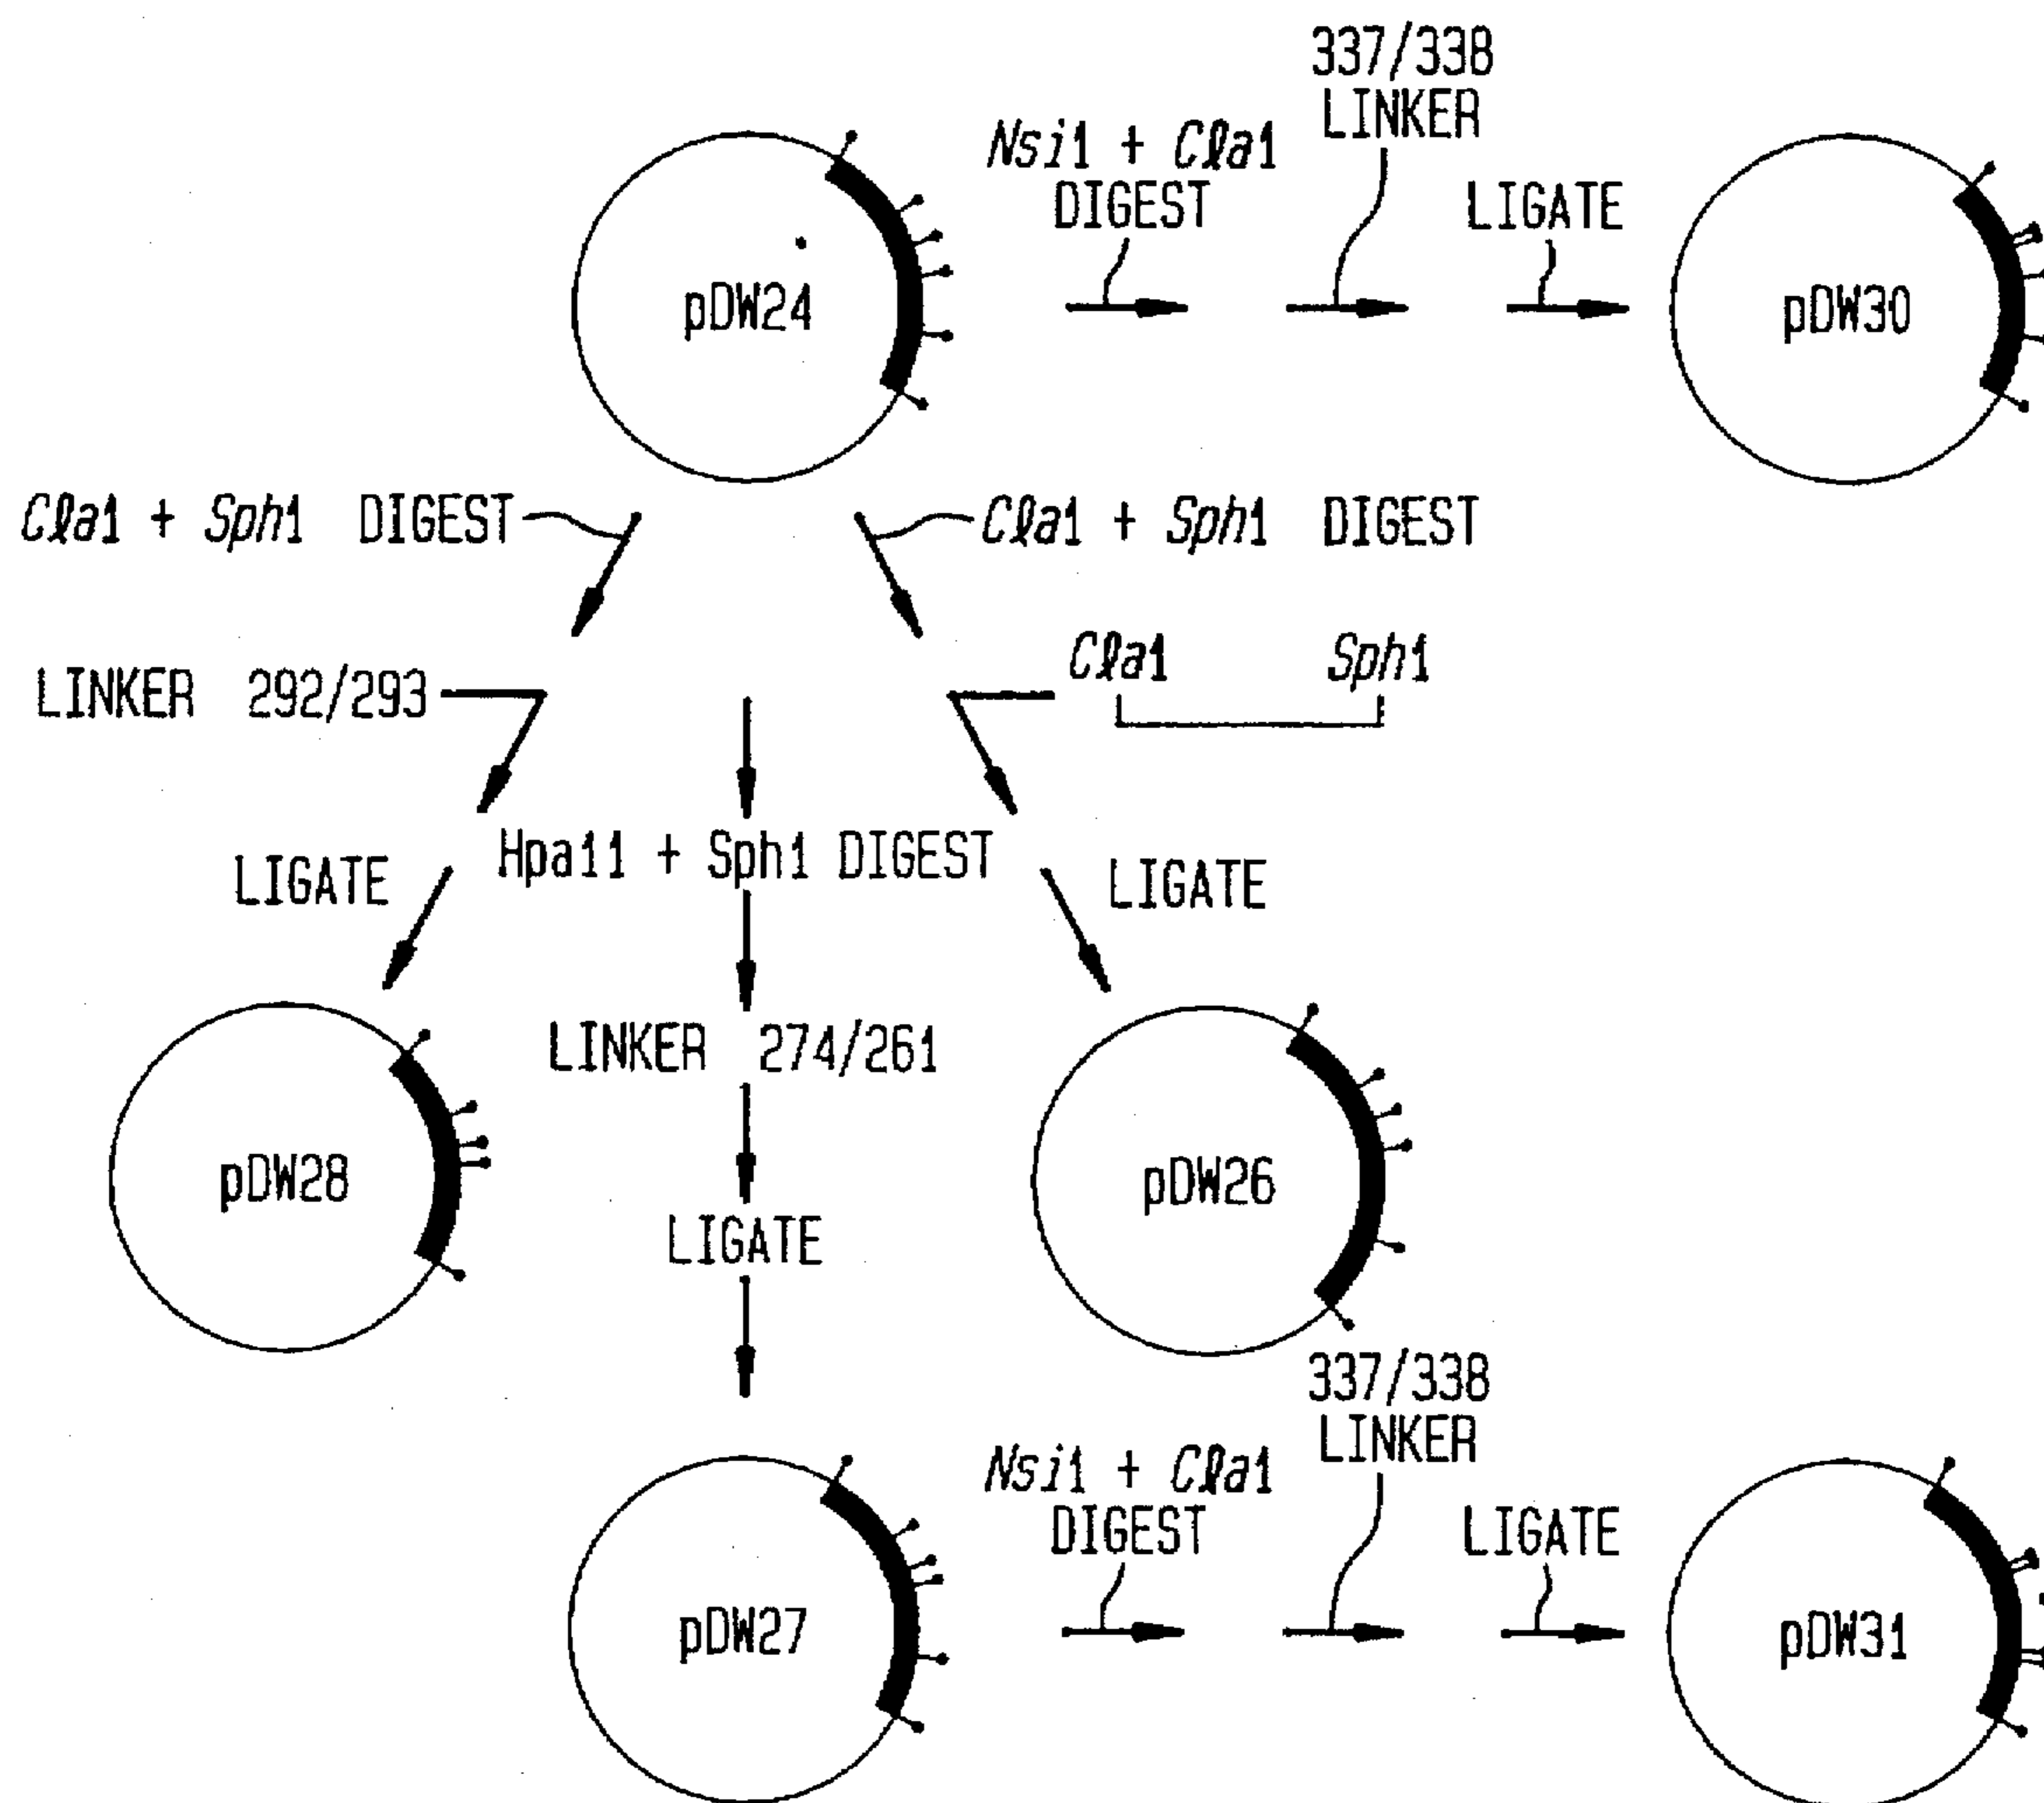 337/338
LINKER
Nsi1 + Cla1
DIGEST
LIGATE
pDW24
pDW30
Cla1 + Sph1 DIGEST
Cla1 + Sph1 DIGEST
LINKER 292/293
Cla1 Sph1
Hpa11 + Sph1 DIGEST
LIGATE
LIGATE
LINKER 274/261
pDW28
pDW26
LIGATE
337/338
LINKER
Nsi1 + Cla1
DIGEST
LIGATE
pDW27
pDW31